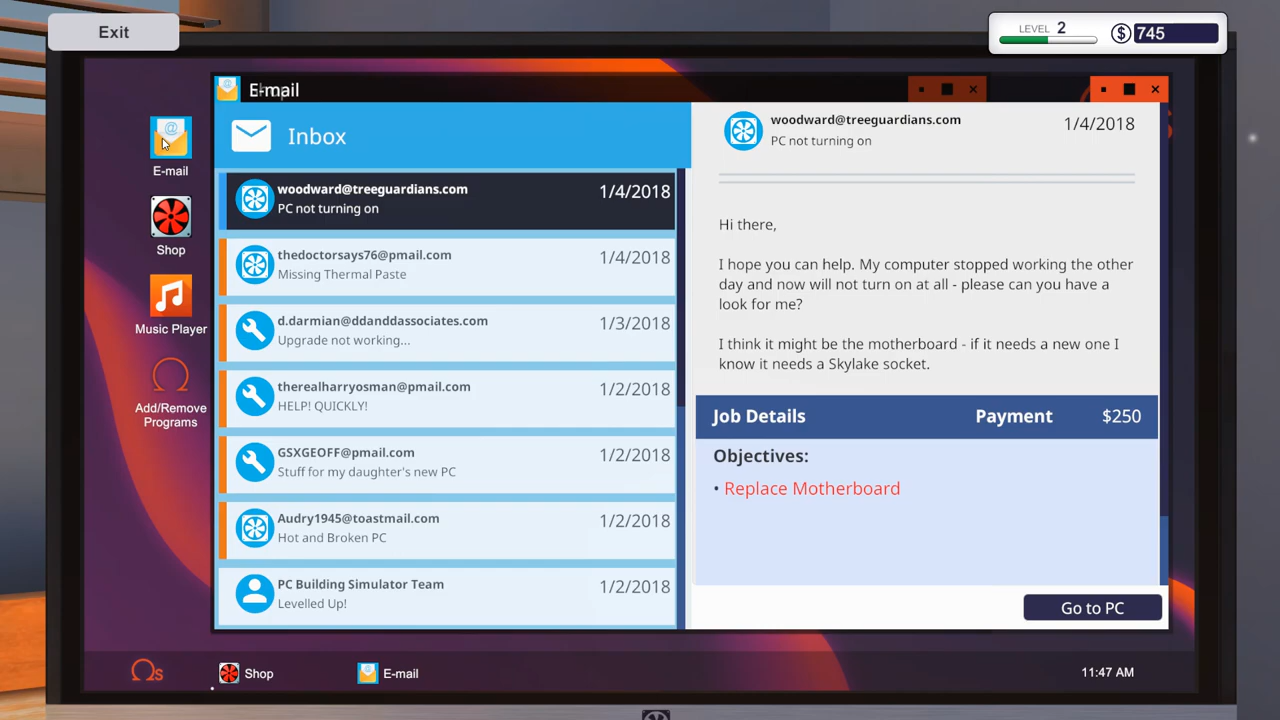 Exit
LEVEL 2
$ 745
E-mail
Shop
Music Player
Add/Remove
Programs
E-mail
Inbox
woodward@treeguardians.com
1/4/2018
PC not turning on
thedoctorsays76@pmail.com
1/4/2018
Missing Thermal Paste
d.darmian@ddanddassociates.com
1/3/2018
Upgrade not working...
therealharryosman@pmail.com
1/2/2018
HELP! QUICKLY!
GSXGEOFF@pmail.com
1/2/2018
Stuff for my daughter's new PC
Audry1945@toastmail.com
1/2/2018
Hot and Broken PC
PC Building Simulator Team
1/2/2018
Levelled Up!
woodward@treeguardians.com
1/4/2018
PC not turning on
Hi there,
I hope you can help. My computer stopped working the other
day and now will not turn on at all - please can you have a
look for me?
I think it might be the motherboard - if it needs a new one I
know it needs a Skylake socket.
Job Details Payment $250
Objectives:
• Replace Motherboard
Go to PC
Ωs
Shop
E-mail
11:47 AM